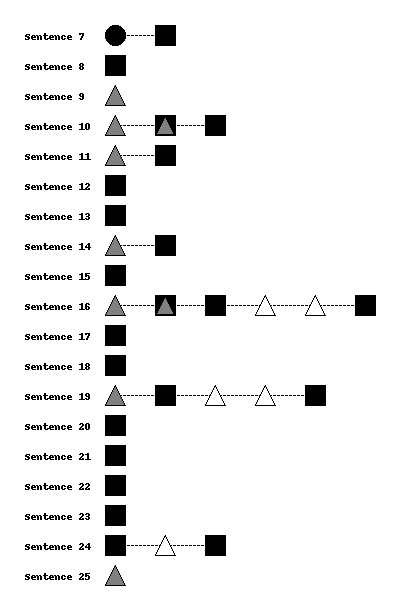 Sentence 7
Sentence 8
Sentence 9
Sentence 10
Sentence 11
Sentence 12
Sentence 13
Sentence 14
Sentence 15
Sentence 16
Sentence 17
Sentence 18
Sentence 19
Sentence 20
Sentence 21
Sentence 22
Sentence 23
Sentence 24
Sentence 25